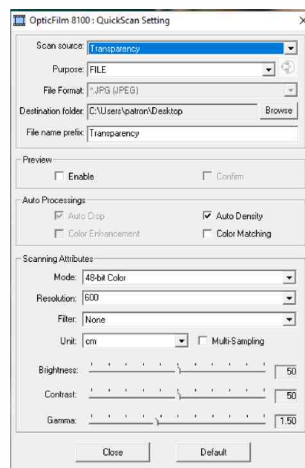 OpticFilm 8100 : QuickScan Setting
Scan source: Transparency
Purpose: FILE
File Format: *.JPG (JPEG)
Destination folder: C:\Users\patron\Desktop Browse
File name prefix: Transparency
Preview
Enable Confirm
Auto Processings
Auto Crop Auto Density
Color Enhancement Color Matching
Scanning Attributes
Mode: 48-bit Color
Resolution: 600
Filter: None
Unit: cm Multi-Sampling
Brightness: 50
Contrast: 50
Gamma: 1.50
Close Default